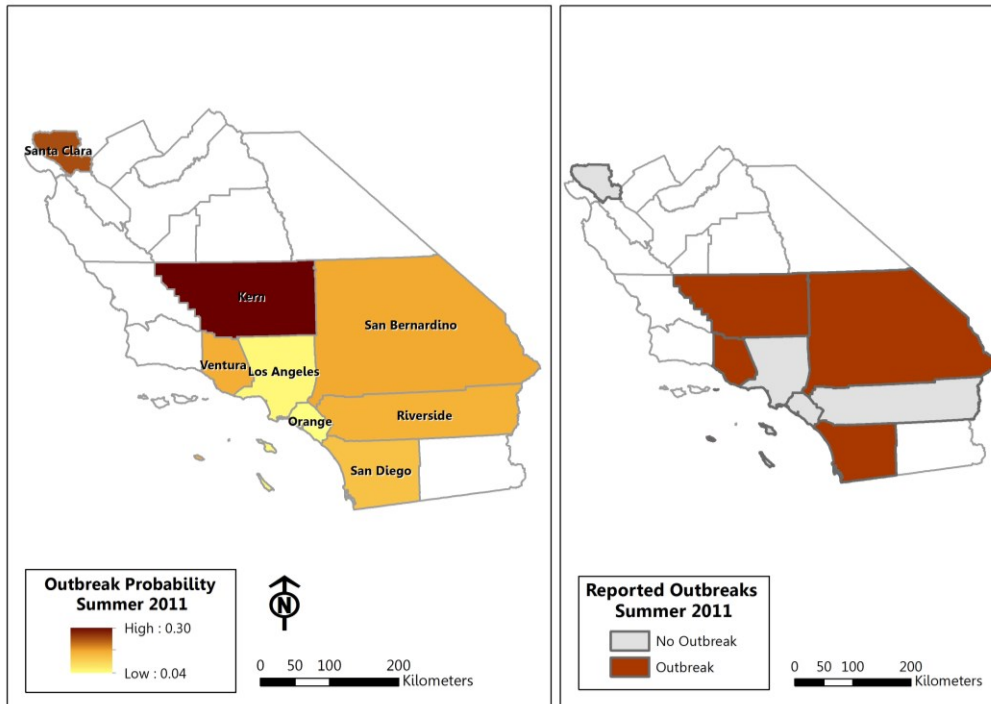 Santa Clara
Kern
San Bernardino
Ventura
Los Angeles
Orange
Riverside
San Diego
Outbreak Probability
Summer 2011
High : 0.30
Low : 0.04
N
0 50 100 200
Kilometers
Reported Outbreaks
Summer 2011
No Outbreak
Outbreak
0 50 100 200
Kilometers